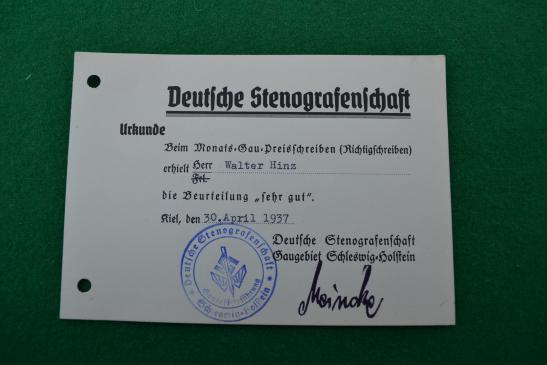 Deutsche Stenografenschaft
Urkunde
Beim Monats-Gau-Preisschreiben (Richtigschreiben)
erhielt Herr Walter Hinz
Frl.
die Beurteilung „sehr gut".
Kiel, den 30.April 1937
Deutsche Stenografenschaft
Gaugebiet Schleswig-Holstein
Deutsche Stenografenschaft
Schleswig-Holstein